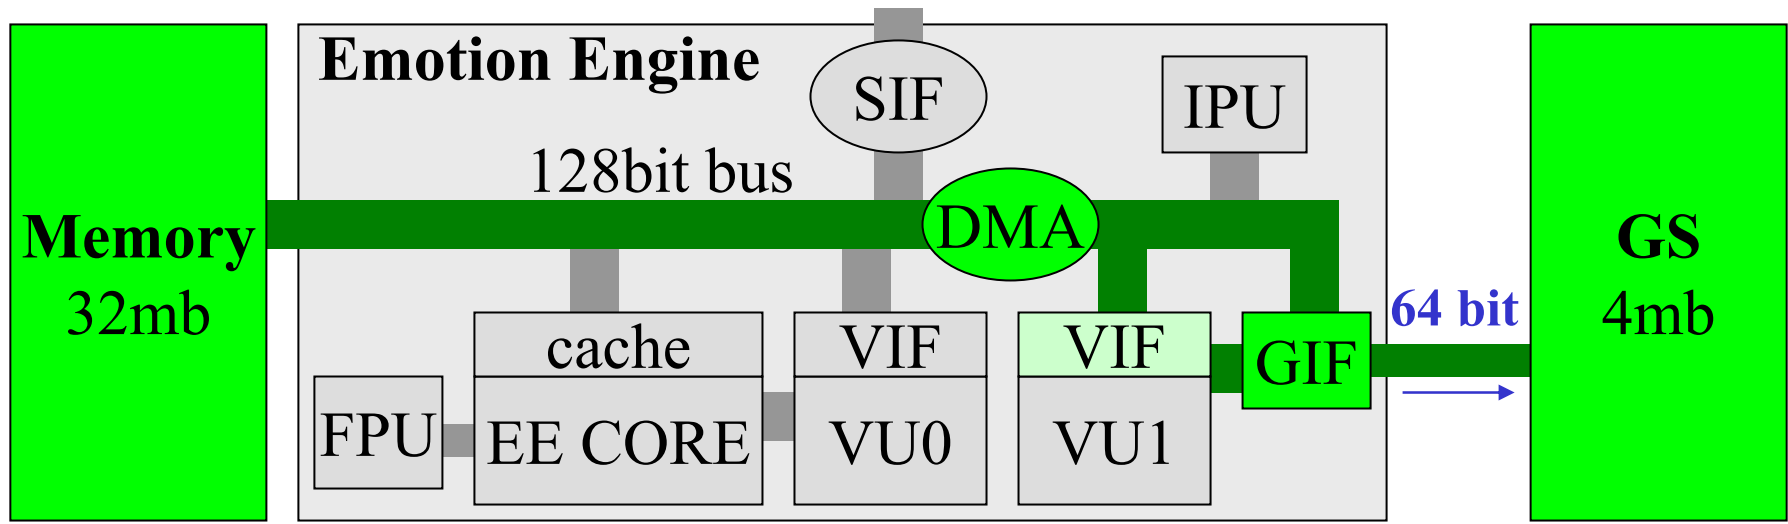 Emotion Engine
SIF
IPU
128bit bus
DMA
Memory
32mb
GS
4mb
64 bit
cache
VIF
VIF
GIF
FPU
EE CORE
VU0
VU1